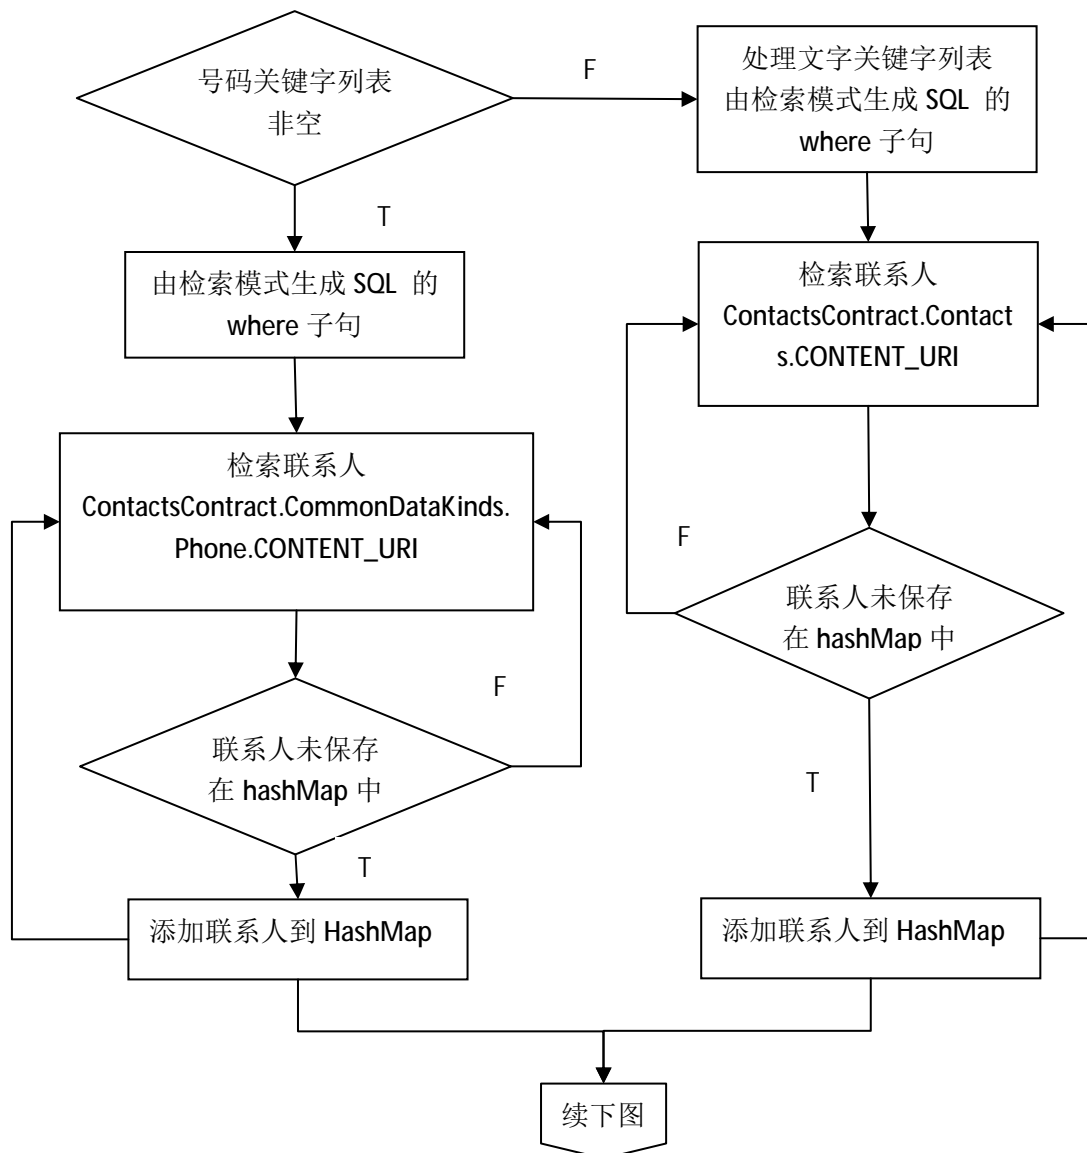 号码关键字列表
非空
F
T
处理文字关键字列表
由检索模式生成 SQL 的
where 子句
由检索模式生成 SQL 的
where 子句
检索联系人
ContactsContract.Contact
s.CONTENT_URI
检索联系人
ContactsContract.CommonDataKinds.
Phone.CONTENT_URI
F
联系人未保存
在 hashMap 中
F
联系人未保存
在 hashMap 中
T
T
添加联系人到 HashMap
添加联系人到 HashMap
续下图